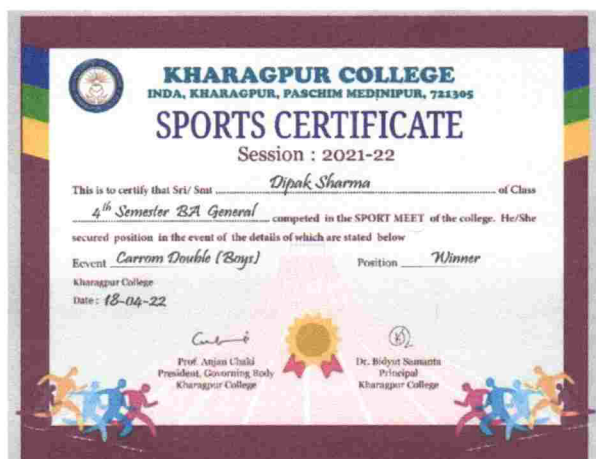 KHARAGPUR COLLEGE
INDA, KHARAGPUR, PASCHIM MEDINIPUR, 721305
SPORTS CERTIFICATE
Session : 2021-22
This is to certify that Sri/ Smt Dipak Sharma of Class
4th Semester BA General competed in the SPORT MEET of the college. He/She
secured position in the event of the details of which are stated below
Eevent Carrom Double (Boys) Position Winner
Kharagpur College
Date : 18-04-22
Prof. Anjan Chaki
President, Governing Body
Kharagpur College
Dr. Bidyut Samanta
Principal
Kharagpur College